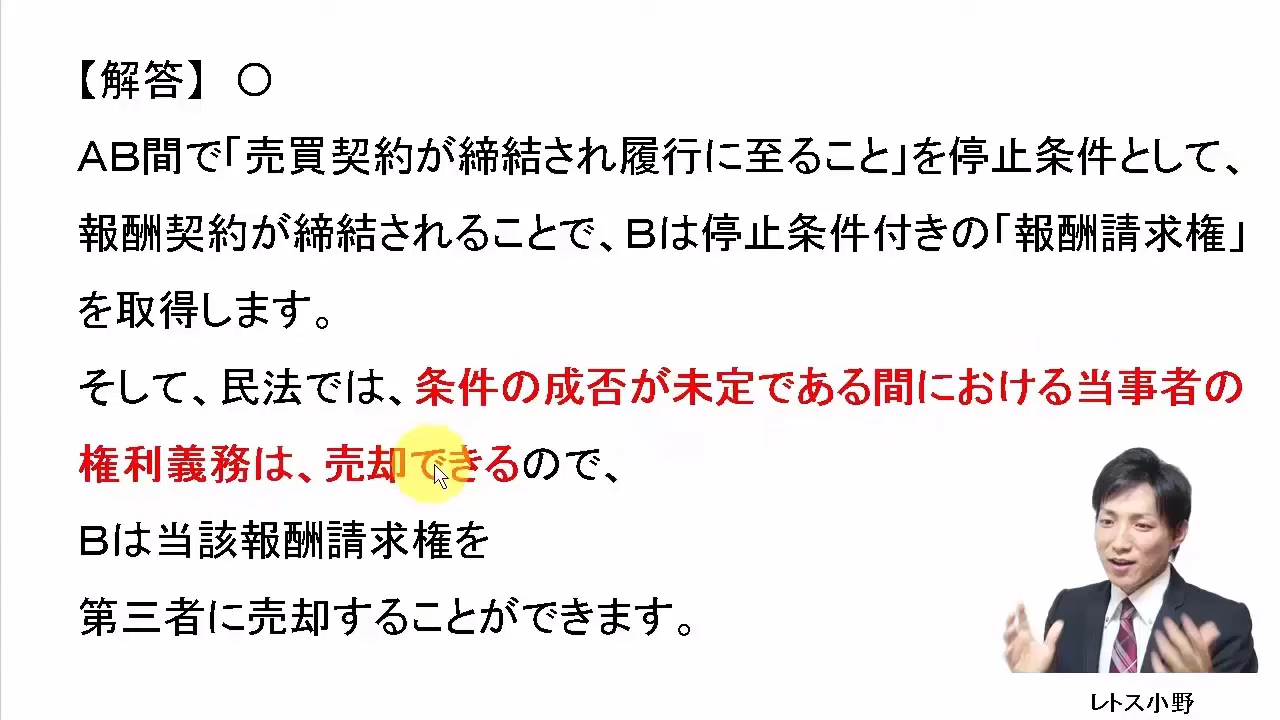 【解答】 ○
AB間で「売買契約が締結され履行に至ること」を停止条件として、
報酬契約が締結されることで、Bは停止条件付きの「報酬請求権」
を取得します。
そして、民法では、条件の成否が未定である間における当事者の
権利義務は、売却できるので、
Bは当該報酬請求権を
第三者に売却することができます。
レトス小野